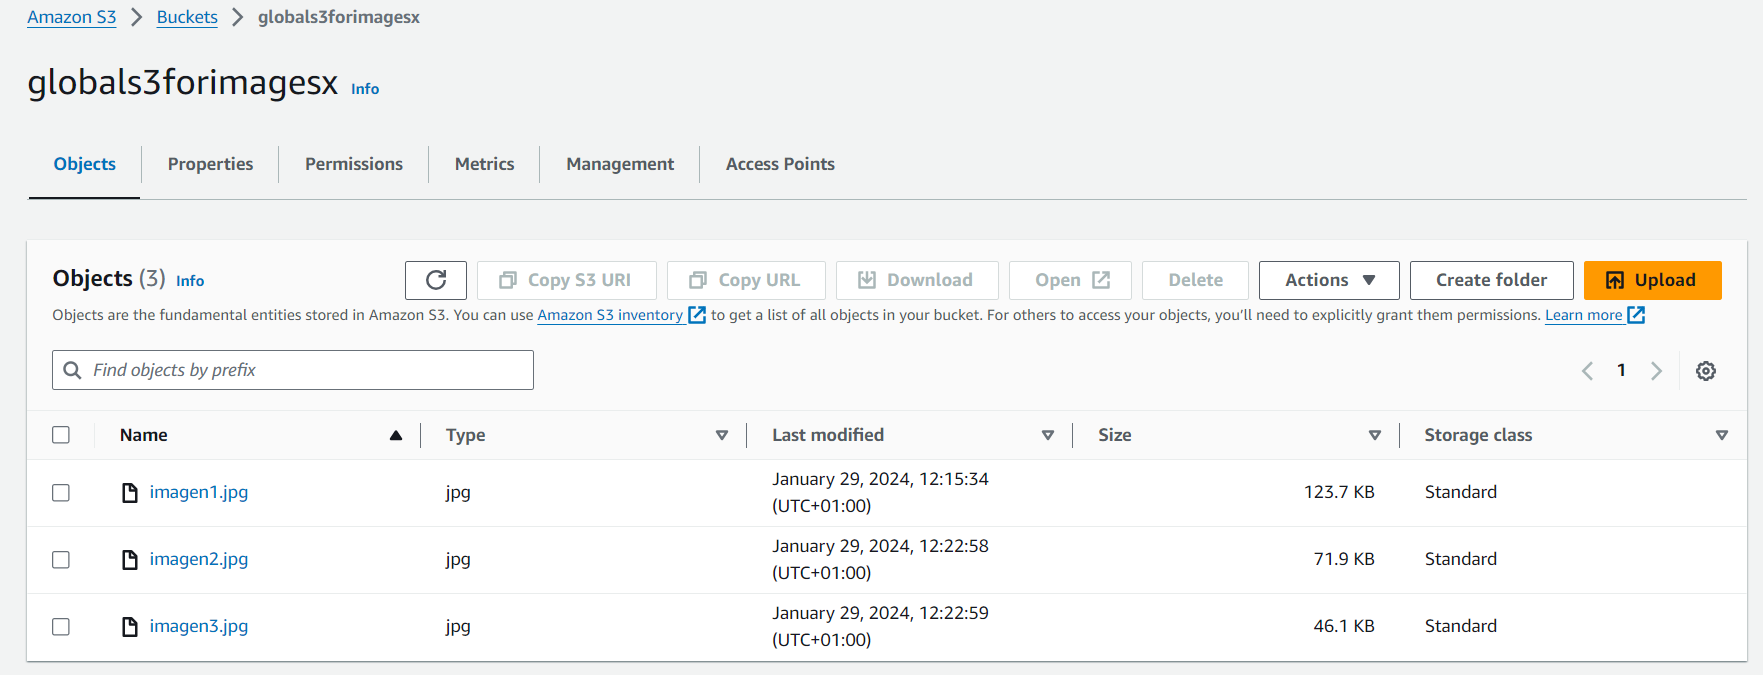 Amazon S3 Buckets globals3forimagesx
globals3forimagesx Info
Objects Properties Permissions Metrics Management Access Points
Objects (3) Info Copy S3 URI Copy URL Download Open Delete Actions Create folder Upload
Objects are the fundamental entities stored in Amazon S3. You can use Amazon S3 inventory to get a list of all objects in your bucket. For others to access your objects, you'll need to explicitly grant them permissions. Learn more
Find objects by prefix 1
Name Type Last modified Size Storage class
imagen1.jpg jpg January 29, 2024, 12:15:34 (UTC+01:00) 123.7 KB Standard
imagen2.jpg jpg January 29, 2024, 12:22:58 (UTC+01:00) 71.9 KB Standard
imagen3.jpg jpg January 29, 2024, 12:22:59 (UTC+01:00) 46.1 KB Standard